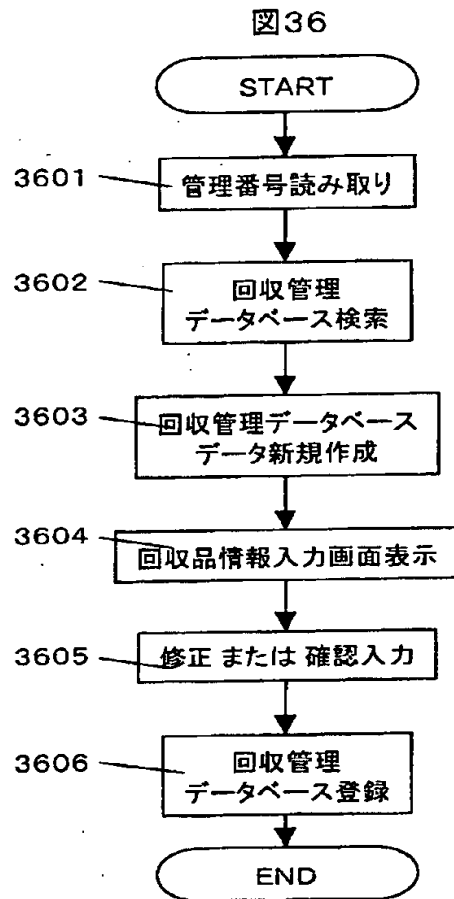 図36
START
3601
管理番号読み取り
3602
回収管理
データベース検索
3603
回収管理データベース
データ新規作成
3604
回収品情報入力画面表示
3605
修正 または 確認入力
3606
回収管理
データベース登録
END